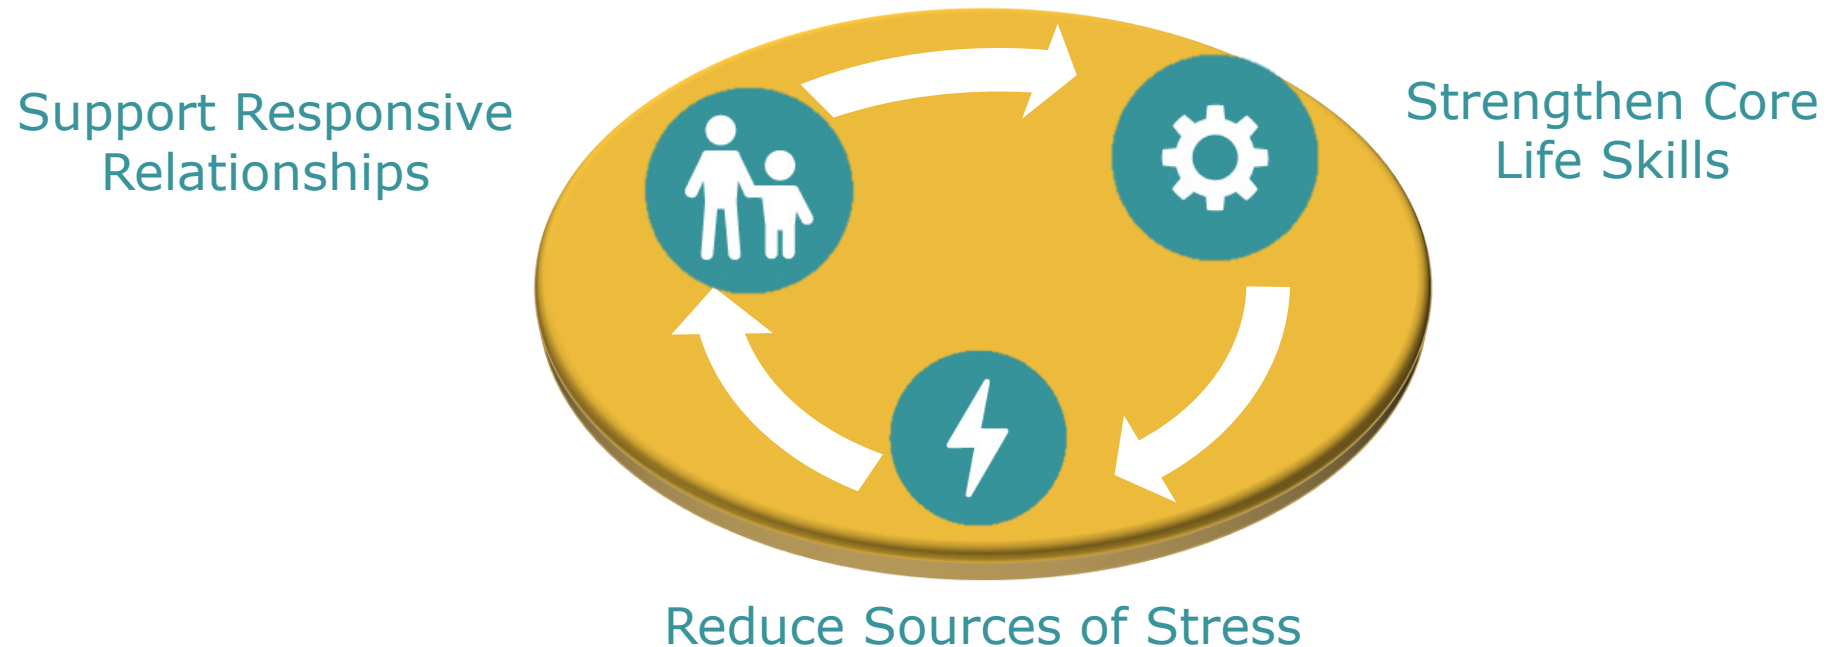 Support Responsive
Relationships
Strengthen Core
Life Skills
Reduce Sources of Stress